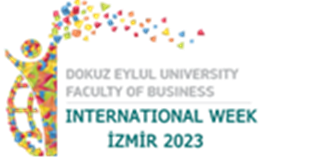 DOKUZ EYLUL UNIVERSITY
FACULTY OF BUSINESS
INTERNATIONAL WEEK
İZMİR 2023